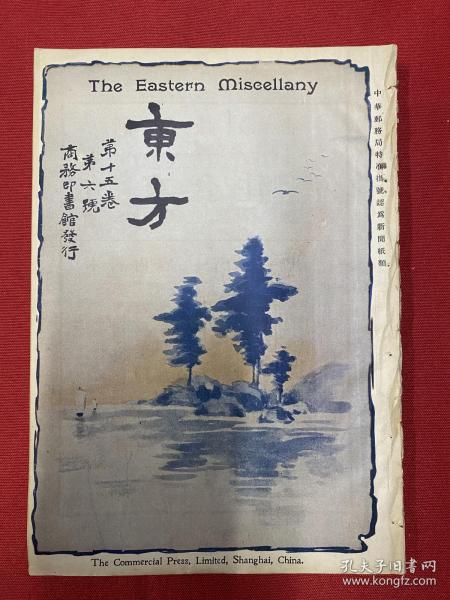 The Eastern Miscellany
東方
第十五卷
第六號
商務印書館發行
中華郵務局特准掛號認爲新聞紙類
The Commercial Press, Limited, Shanghai, China.
孔夫子旧书网
www.kongfz.com